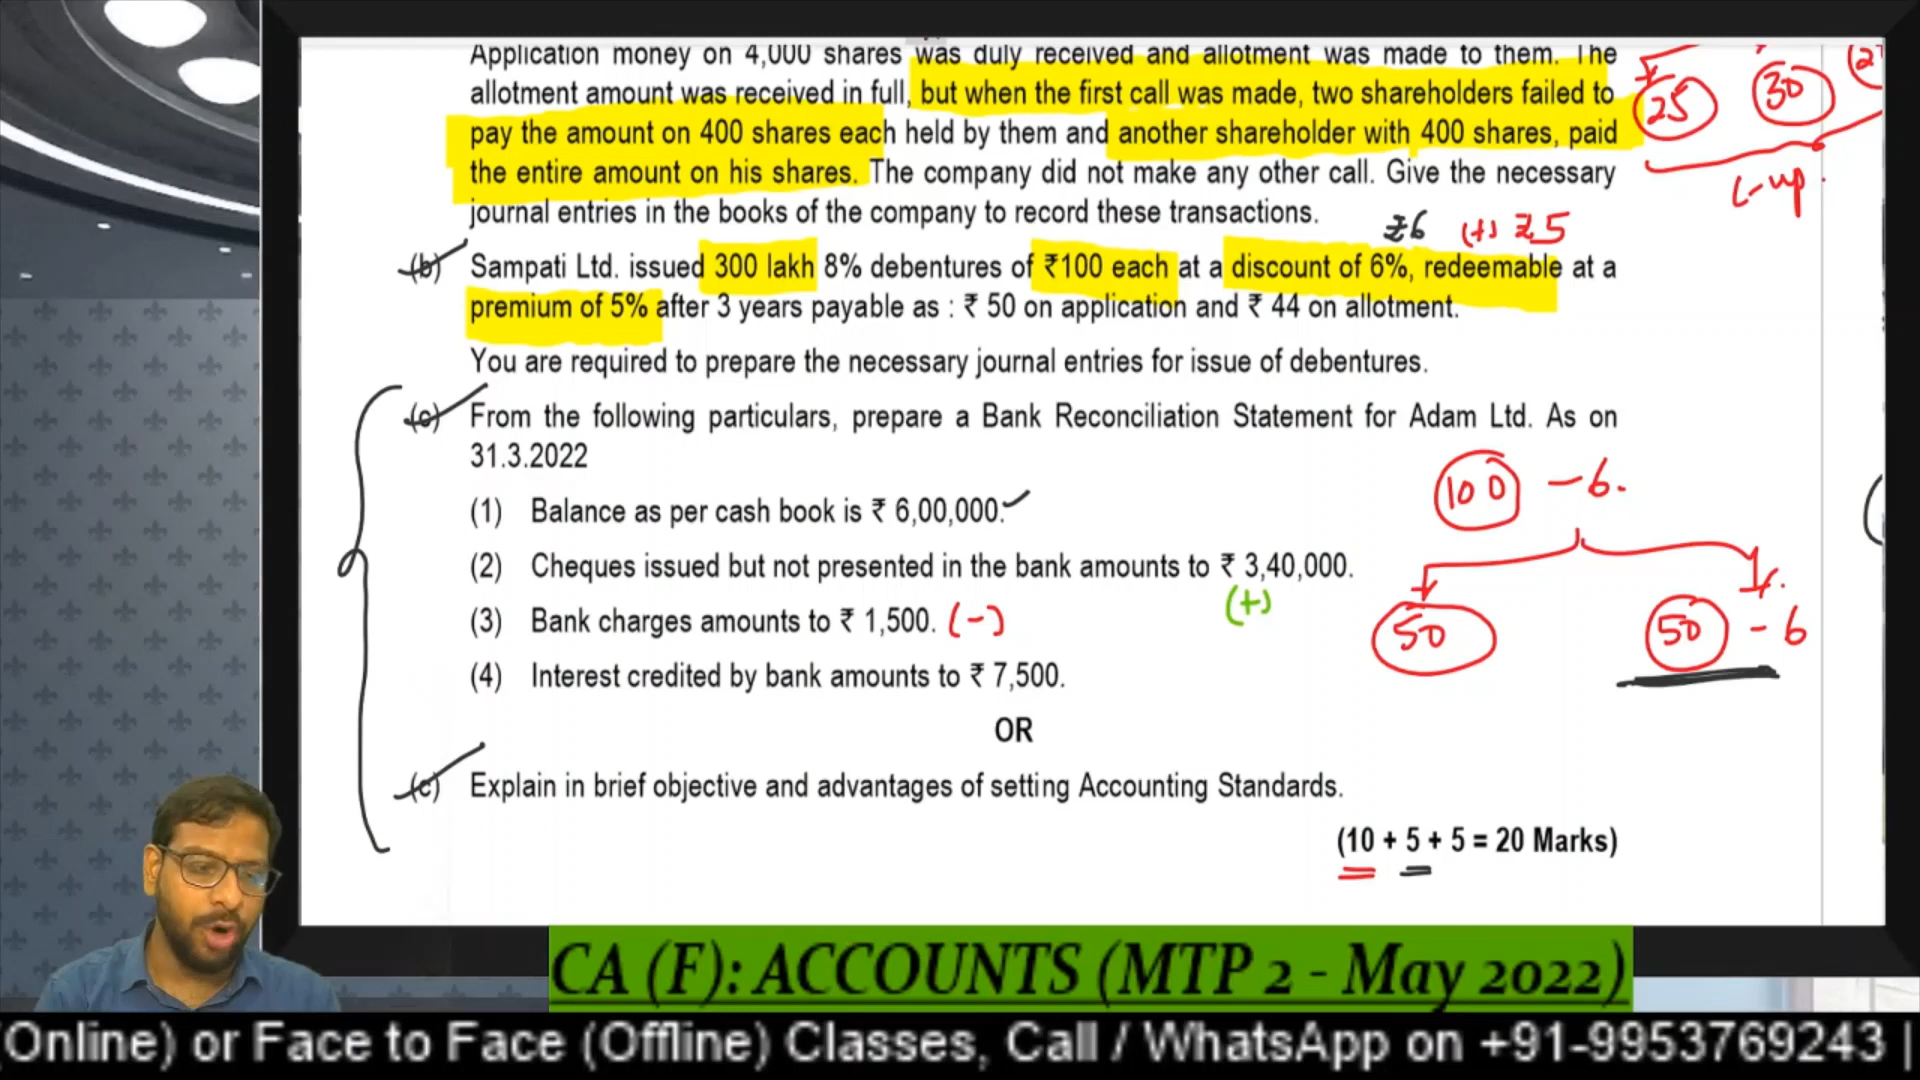 Application money on 4,000 shares was duly received and allotment was made to them. The
allotment amount was received in full, but when the first call was made, two shareholders failed to
pay the amount on 400 shares each held by them and another shareholder with 400 shares, paid
the entire amount on his shares. The company did not make any other call. Give the necessary
journal entries in the books of the company to record these transactions.
25 30 (2
-up.
₹6 (+) ₹5
(b) Sampati Ltd. issued 300 lakh 8% debentures of ₹100 each at a discount of 6%, redeemable at a
premium of 5% after 3 years payable as : ₹ 50 on application and ₹ 44 on allotment.
You are required to prepare the necessary journal entries for issue of debentures.
(c) From the following particulars, prepare a Bank Reconciliation Statement for Adam Ltd. As on
31.3.2022
(1) Balance as per cash book is ₹ 6,00,000.
(2) Cheques issued but not presented in the bank amounts to ₹ 3,40,000.
(+)
(3) Bank charges amounts to ₹ 1,500. (-)
(4) Interest credited by bank amounts to ₹ 7,500.
100 - 6.
50 50 - 6
OR
(c) Explain in brief objective and advantages of setting Accounting Standards.
(10 + 5 + 5 = 20 Marks)
CA (F): ACCOUNTS (MTP 2 - May 2022)
(Online) or Face to Face (Offline) Classes, Call / WhatsApp on +91-9953769243 |